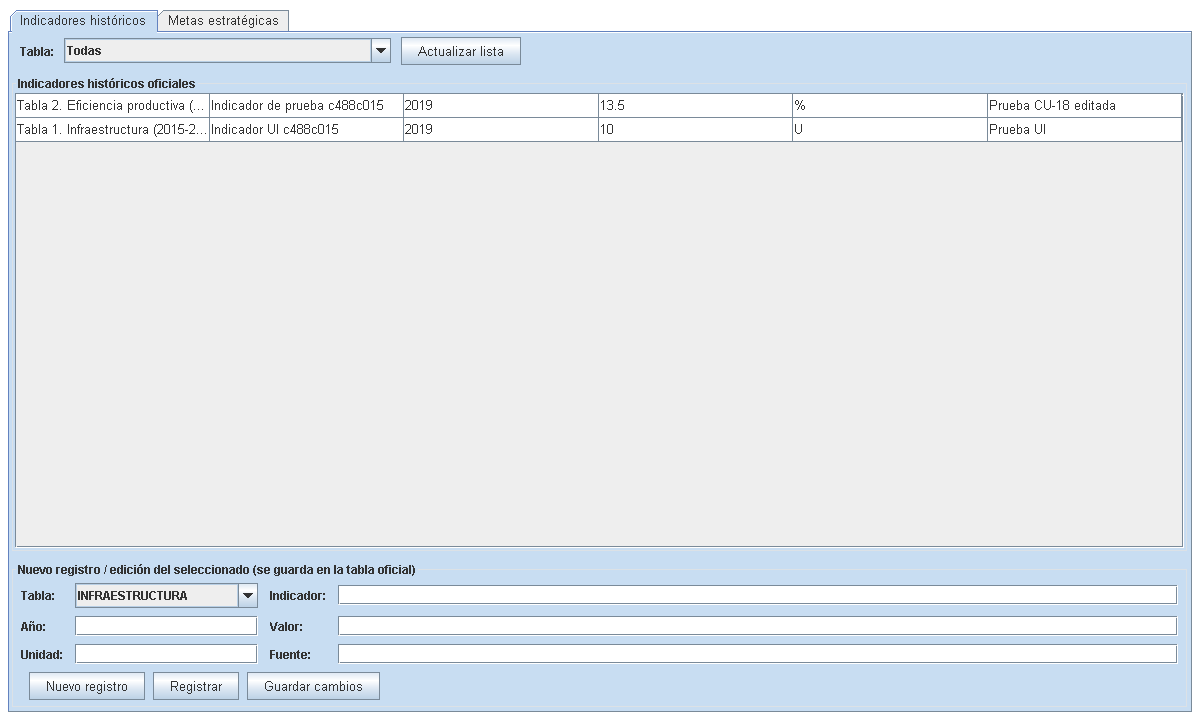 Indicadores históricos Metas estratégicas
Tabla: Todas Actualizar lista
Indicadores históricos oficiales
Tabla 2. Eficiencia productiva (... Indicador de prueba c488c015 2019 13.5 % Prueba CU-18 editada
Tabla 1. Infraestructura (2015-2... Indicador UI c488c015 2019 10 U Prueba UI
Nuevo registro / edición del seleccionado (se guarda en la tabla oficial)
Tabla: INFRAESTRUCTURA Indicador:
Año: Valor:
Unidad: Fuente:
Nuevo registro Registrar Guardar cambios